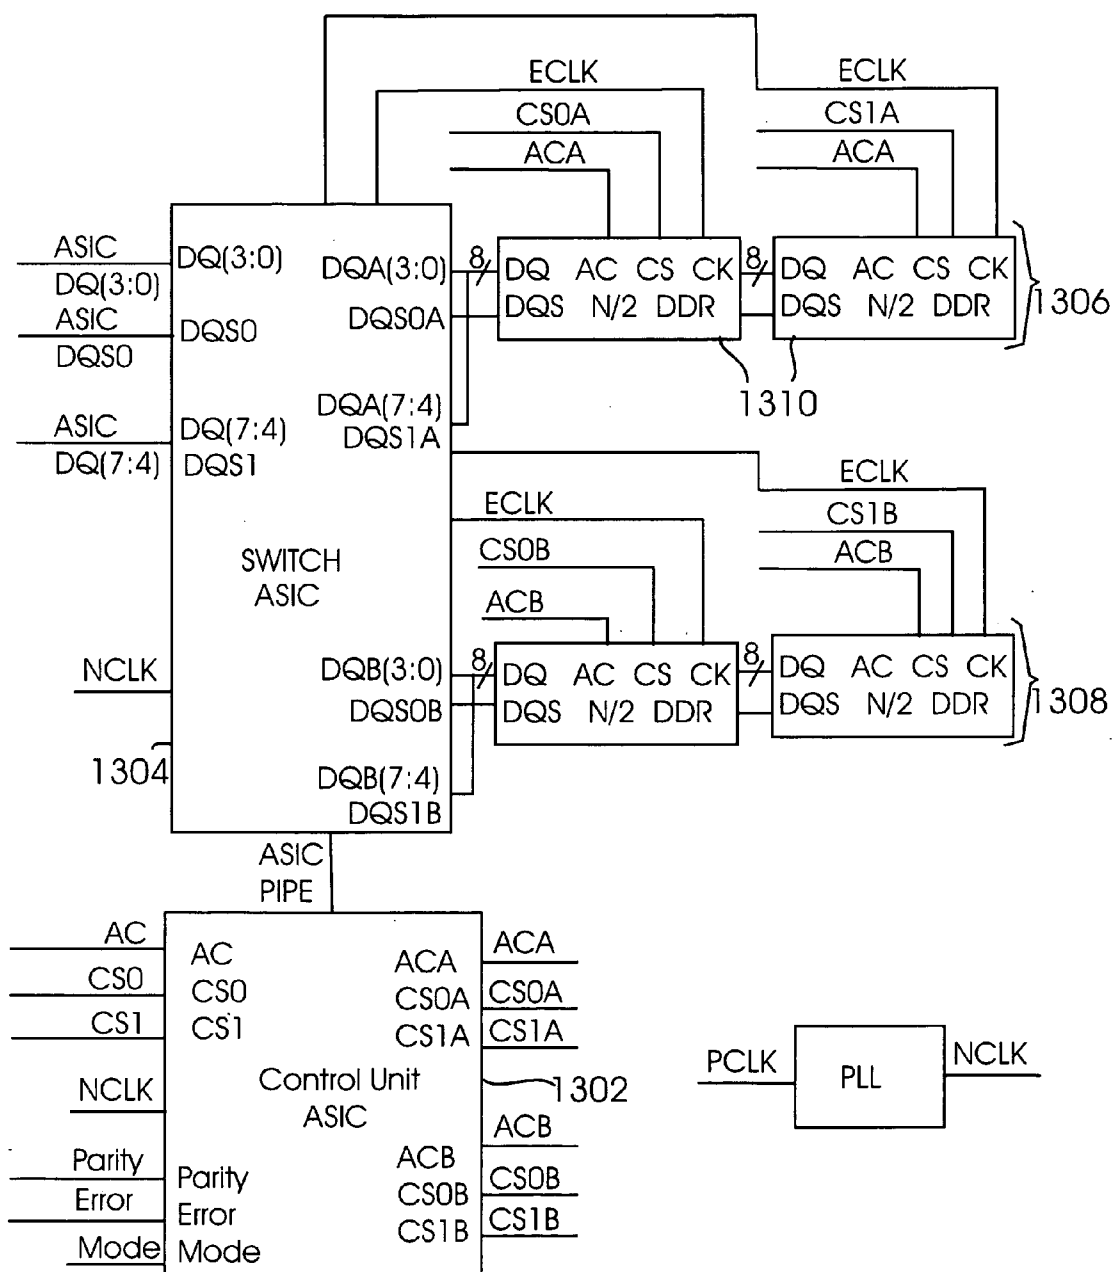 ECLK
ECLK
CS0A
CS1A
ACA
ACA
ASIC
DQ(3:0)
DQ(3:0)
ASIC
DQS0
DQS0
ASIC
DQ(7:4)
DQ(7:4)
DQS1
DQA(3:0)
DQS0A
DQA(7:4)
DQS1A
8
DQ AC CS CK
DQS N/2 DDR
8
DQ AC CS CK
DQS N/2 DDR
1306
1310
ECLK
ECLK
CS0B
CS1B
ACB
ACB
SWITCH
ASIC
NCLK
1304
DQB(3:0)
DQS0B
DQB(7:4)
DQS1B
8
DQ AC CS CK
DQS N/2 DDR
8
DQ AC CS CK
DQS N/2 DDR
1308
ASIC
PIPE
AC
AC
CS0
CS0
CS1
CS1
NCLK
Parity
Parity
Error
Error
Mode
Mode
Control Unit
ASIC
1302
ACA
ACA
CS0A
CS0A
CS1A
CS1A
ACB
ACB
CS0B
CS0B
CS1B
CS1B
PCLK
PLL
NCLK